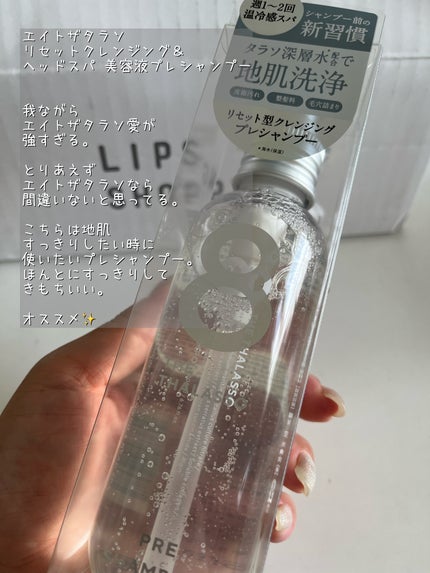 エイトザタラソ
リセットクレンジング&
ヘッドスパ 美容液プレシャンプー
我ながら
エイトザタラソ愛が
強すぎる。
とりあえず
エイトザタラソなら
間違いないと思ってる。
こちらは地肌
すっきりしたい時に
使いたいプレシャンプー。
ほんとにすっきりして
きもちいい。
オススメ✨
週1~2回
温冷感スパ
シャンプー前の
新習慣
タラソ深層水配合で
地肌洗浄
皮脂汚れ
整髪料
毛穴詰まり
リセット型クレンジング
プレシャンプー
LIPS
8
THALASSO
PRE